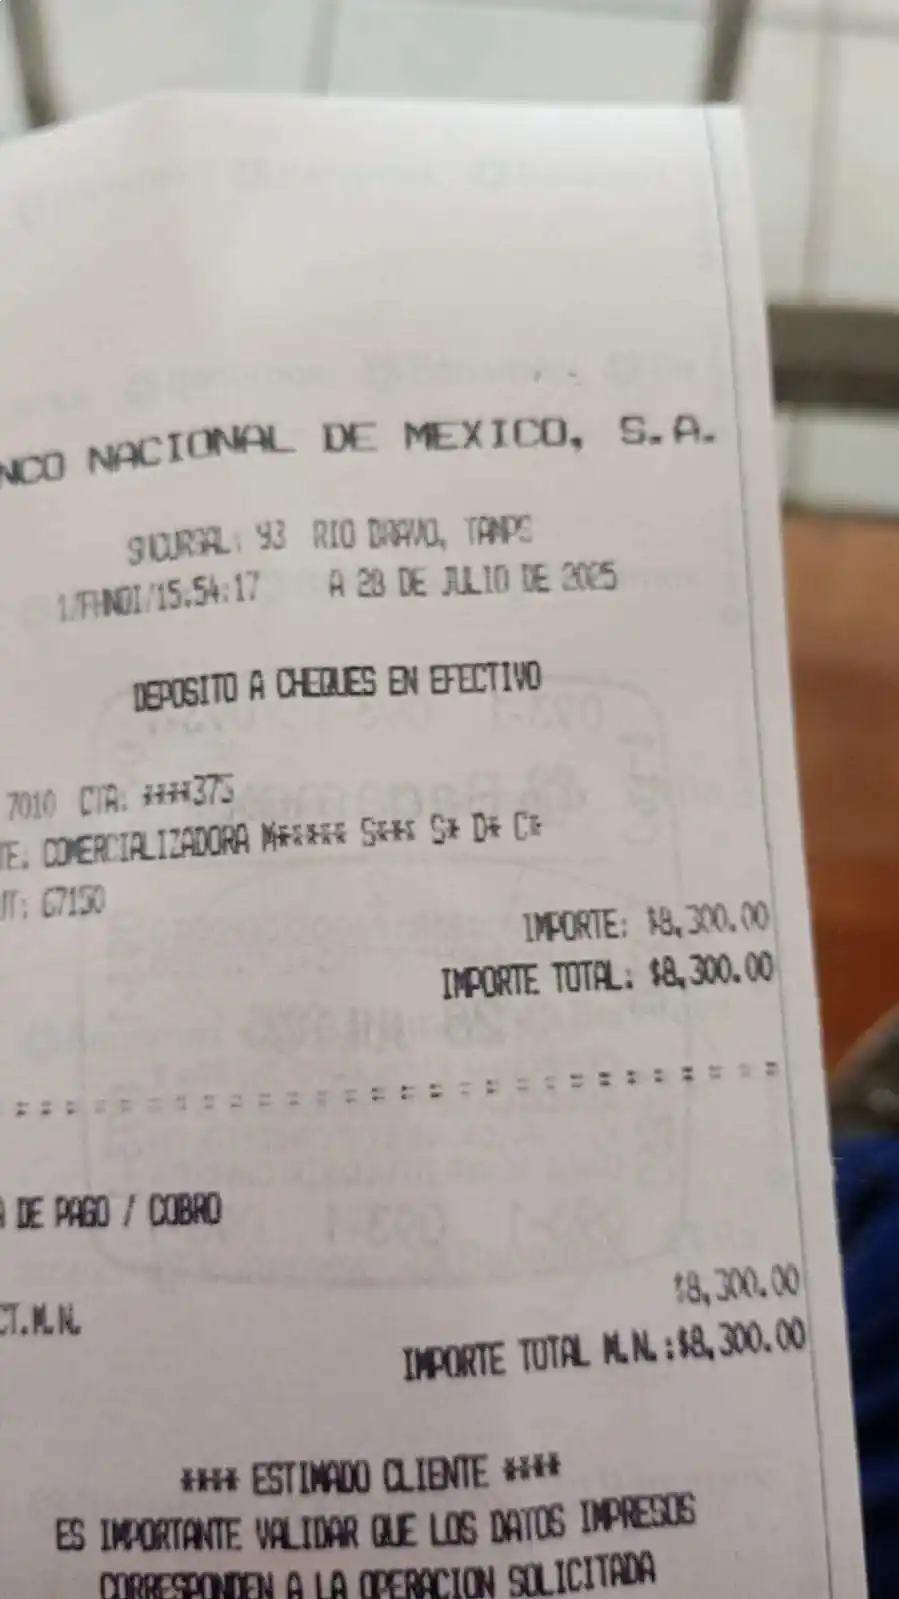 NCO NACIONAL DE MEXICO, S.A.
SUCURSAL: 93 RIO BRAVO, TAMPS
1/FHNDI/15:54:17 A 28 DE JULIO DE 2025
DEPOSITO A CHEQUES EN EFECTIVO
7010 CTA: ****375
TE: COMERCIALIZADORA M****** S*** S* D* C*
UT: 67150
IMPORTE: $8,300.00
IMPORTE TOTAL: $8,300.00
A DE PAGO / COBRO
$8,300.00
CT.M.N.
IMPORTE TOTAL M.N.:$8,300.00
**** ESTIMADO CLIENTE ****
ES IMPORTANTE VALIDAR QUE LOS DATOS IMPRESOS
CORRESPONDEN A LA OPERACION SOLICITADA